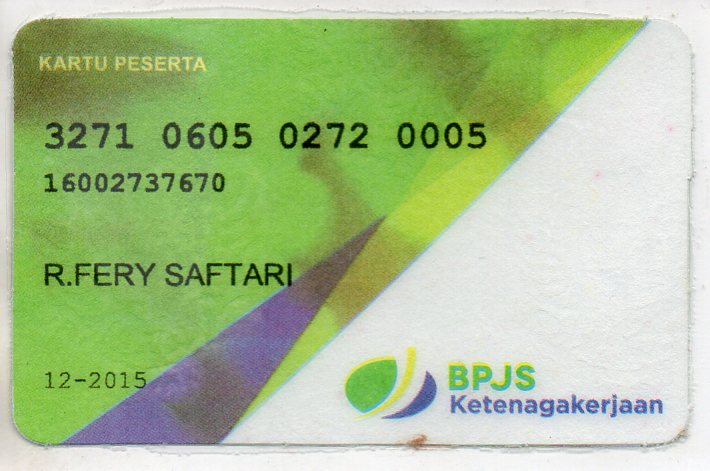 KARTU PESERTA
3271 0605 0272 0005
16002737670
R.FERY SAFTARI
12-2015
BPJS
Ketenagakerjaan